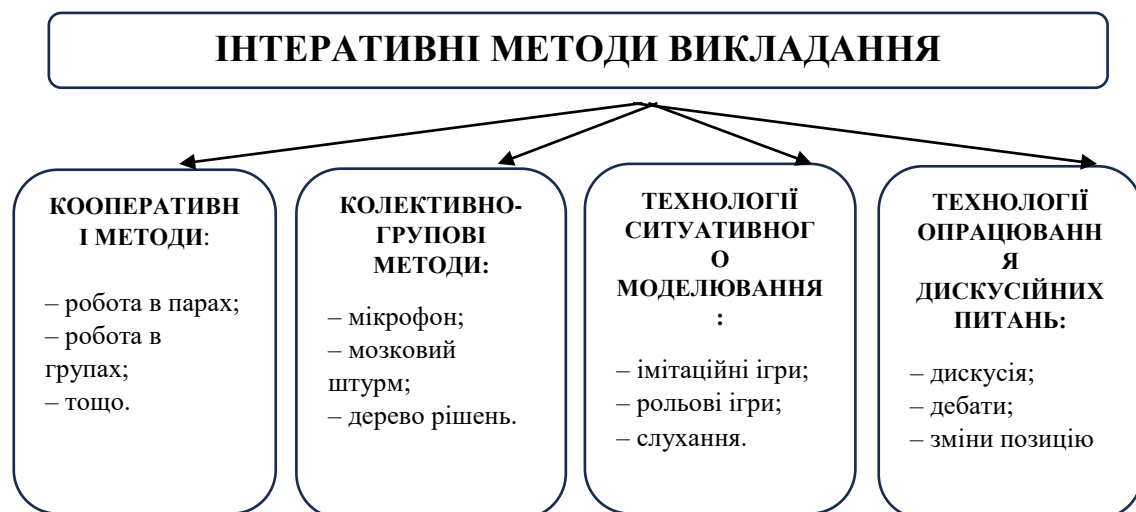 ІНТЕРАТИВНІ МЕТОДИ ВИКЛАДАННЯ
КООПЕРАТИВН
І МЕТОДИ:
– робота в парах;
– робота в
групах;
– тощо.
КОЛЕКТИВНО-
ГРУПОВІ
МЕТОДИ:
– мікрофон;
– мозковий
штурм;
– дерево рішень.
ТЕХНОЛОГІЇ
СИТУАТИВНОГ
О
МОДЕЛЮВАННЯ
:
– імітаційні ігри;
– рольові ігри;
– слухання.
ТЕХНОЛОГІЇ
ОПРАЦЮВАНН
Я
ДИСКУСІЙНИХ
ПИТАНЬ:
– дискусія;
– дебати;
– зміни позицію